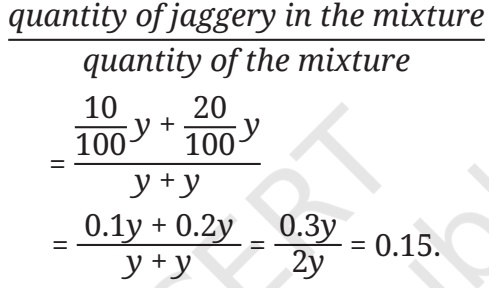 quantity of jaggery in the mixture
quantity of the mixture
= (10/100 y + 20/100 y) / (y + y)
= (0.1y + 0.2y) / (y + y) = 0.3y / 2y = 0.15.